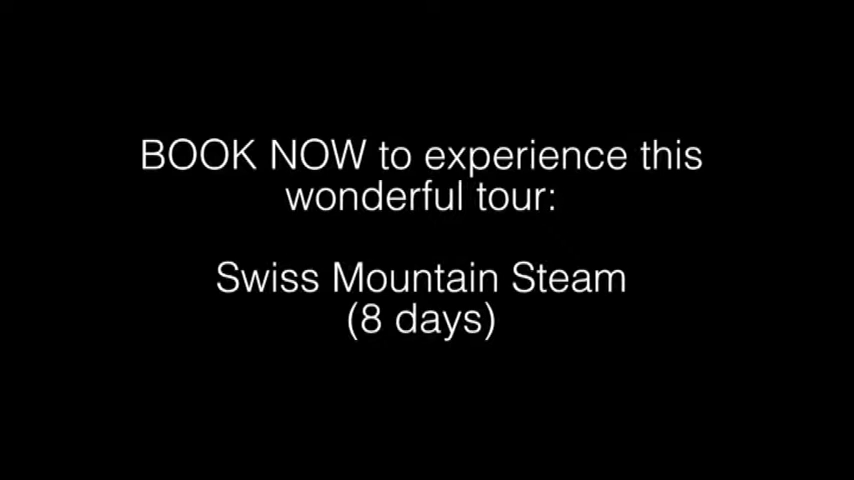 BOOK NOW to experience this
wonderful tour:
Swiss Mountain Steam
(8 days)